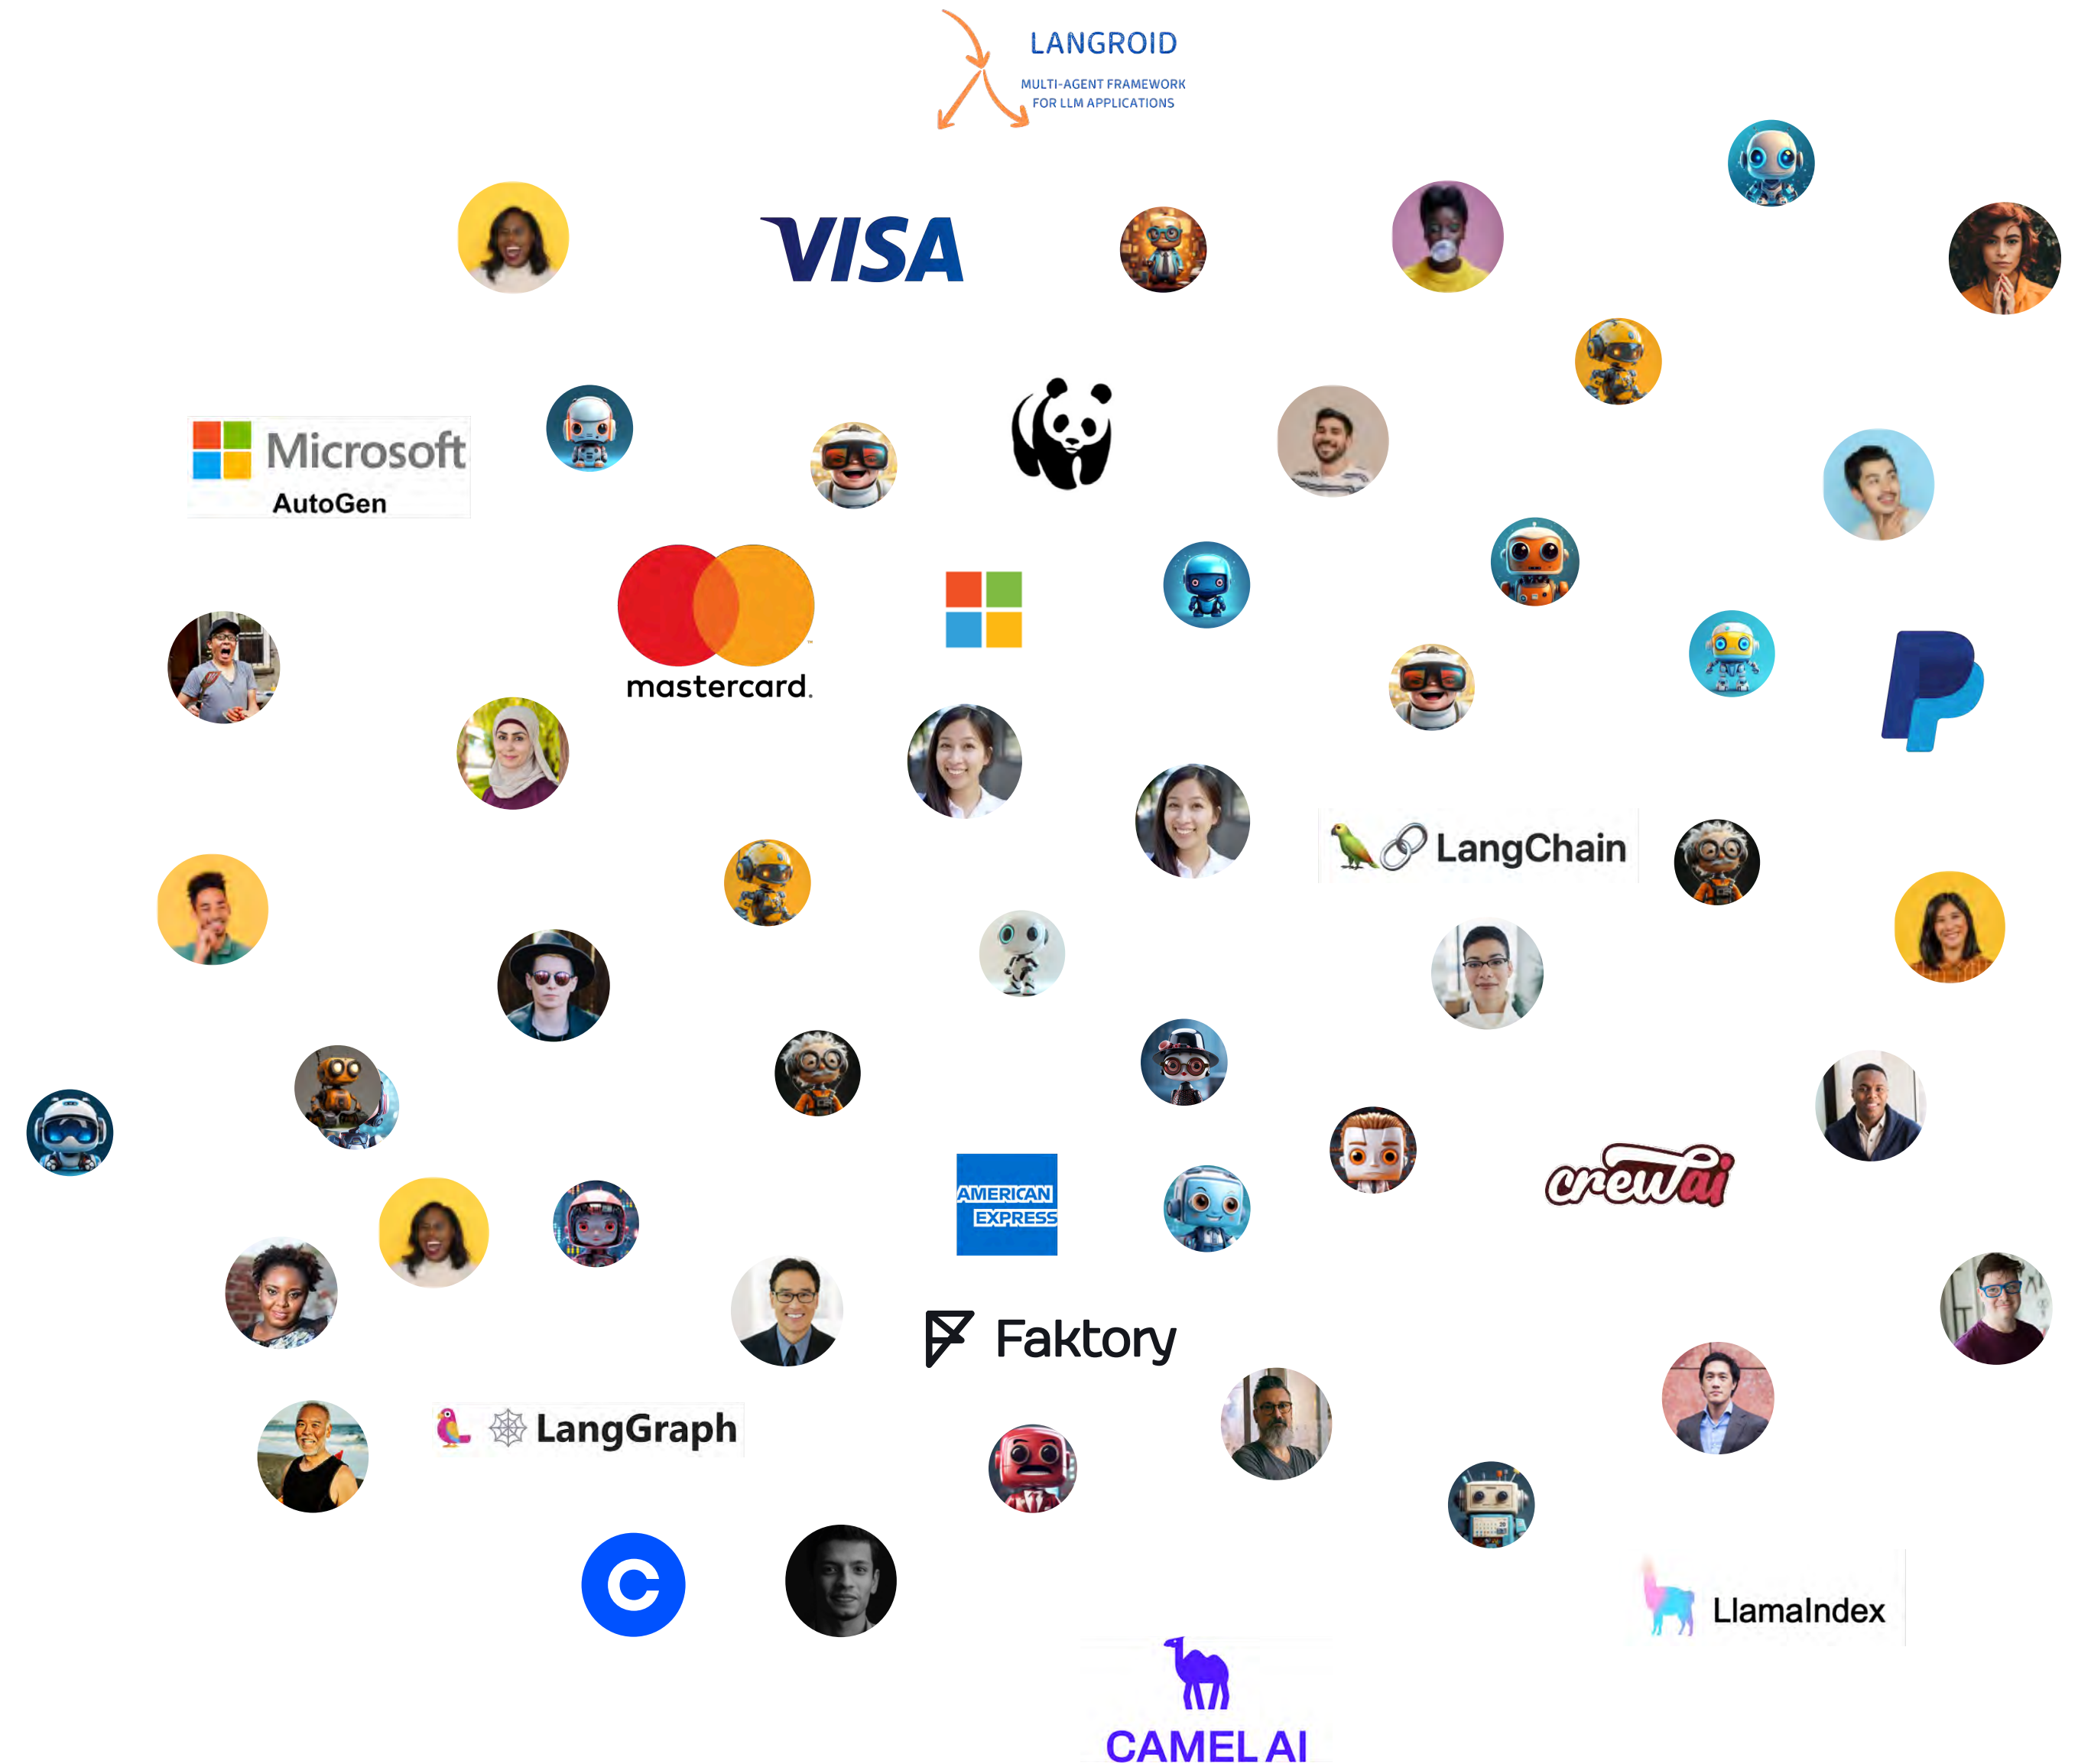 LANGROID
MULTI-AGENT FRAMEWORK
FOR LLM APPLICATIONS
VISA
Microsoft
AutoGen
mastercard.
LangChain
AMERICAN
EXPRESS
crewai
Faktory
LangGraph
C
LlamaIndex
CAMEL AI